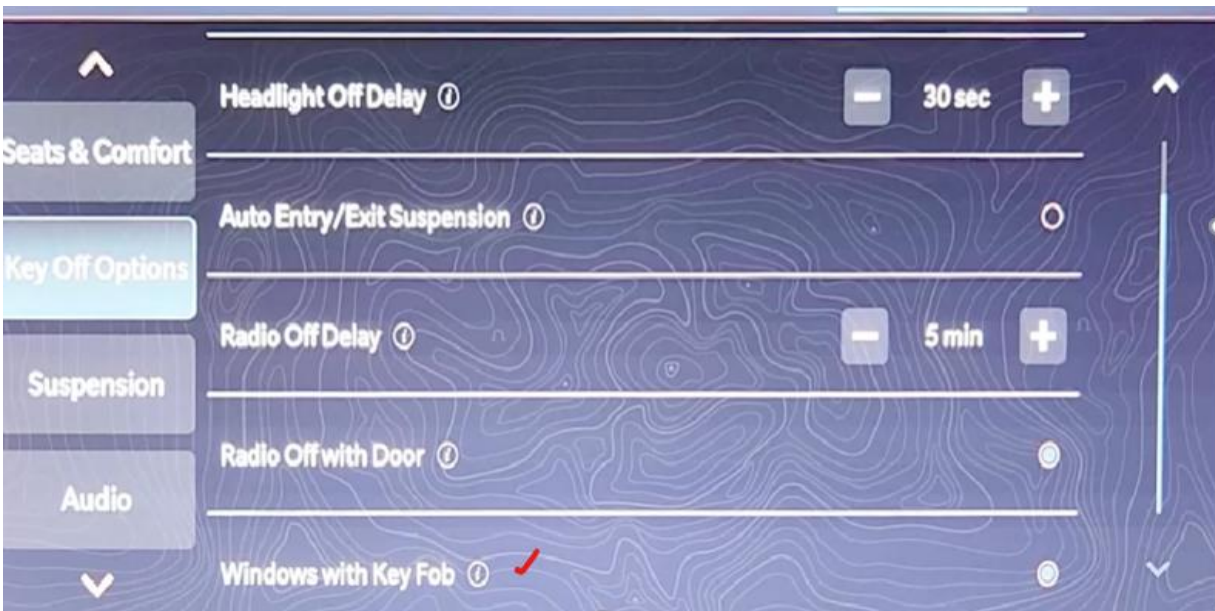 Headlight Off Delay
30 sec
Seats & Comfort
Auto Entry/Exit Suspension
Key Off Options
Radio Off Delay
5 min
Suspension
Radio Off with Door
Audio
Windows with Key Fob